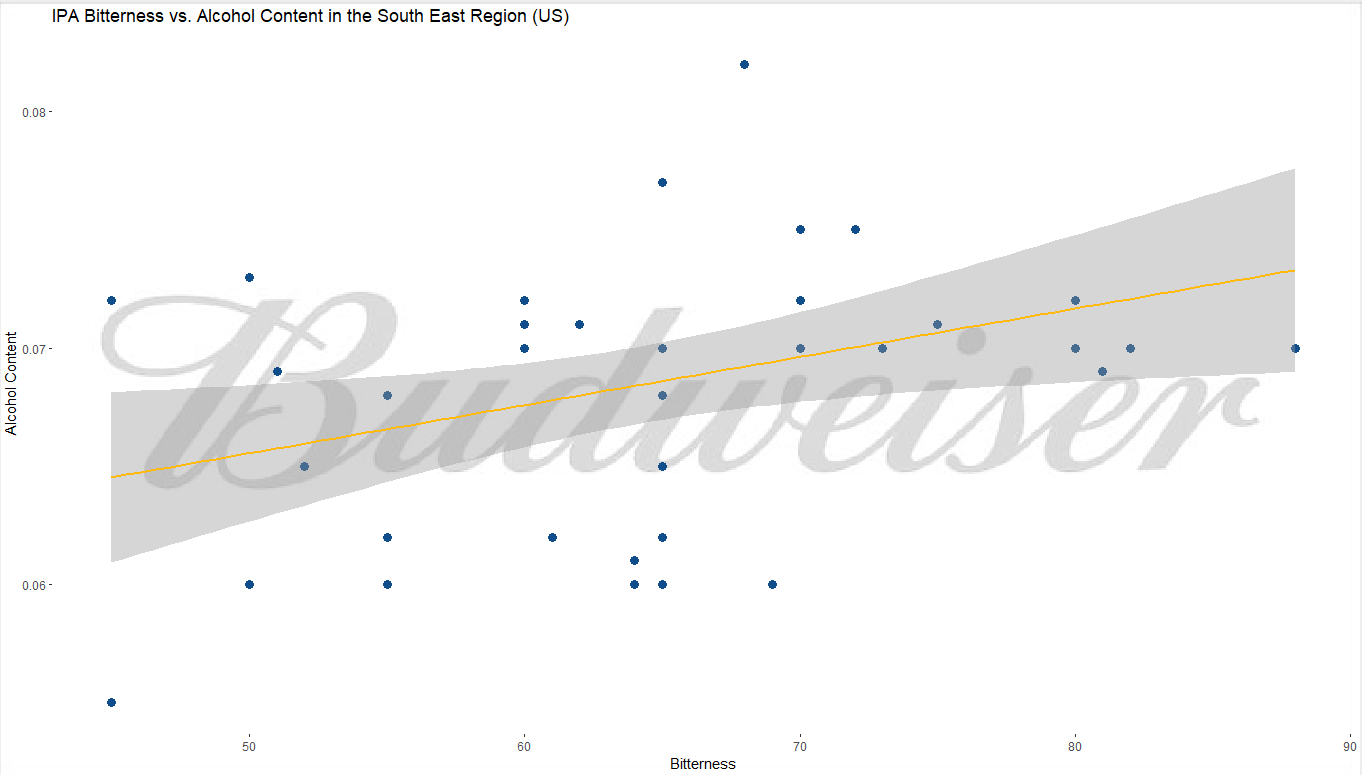 IPA Bitterness vs. Alcohol Content in the South East Region (US)
Alcohol Content
0.08
0.07
0.06
Budweiser
50 60 70 80 90
Bitterness